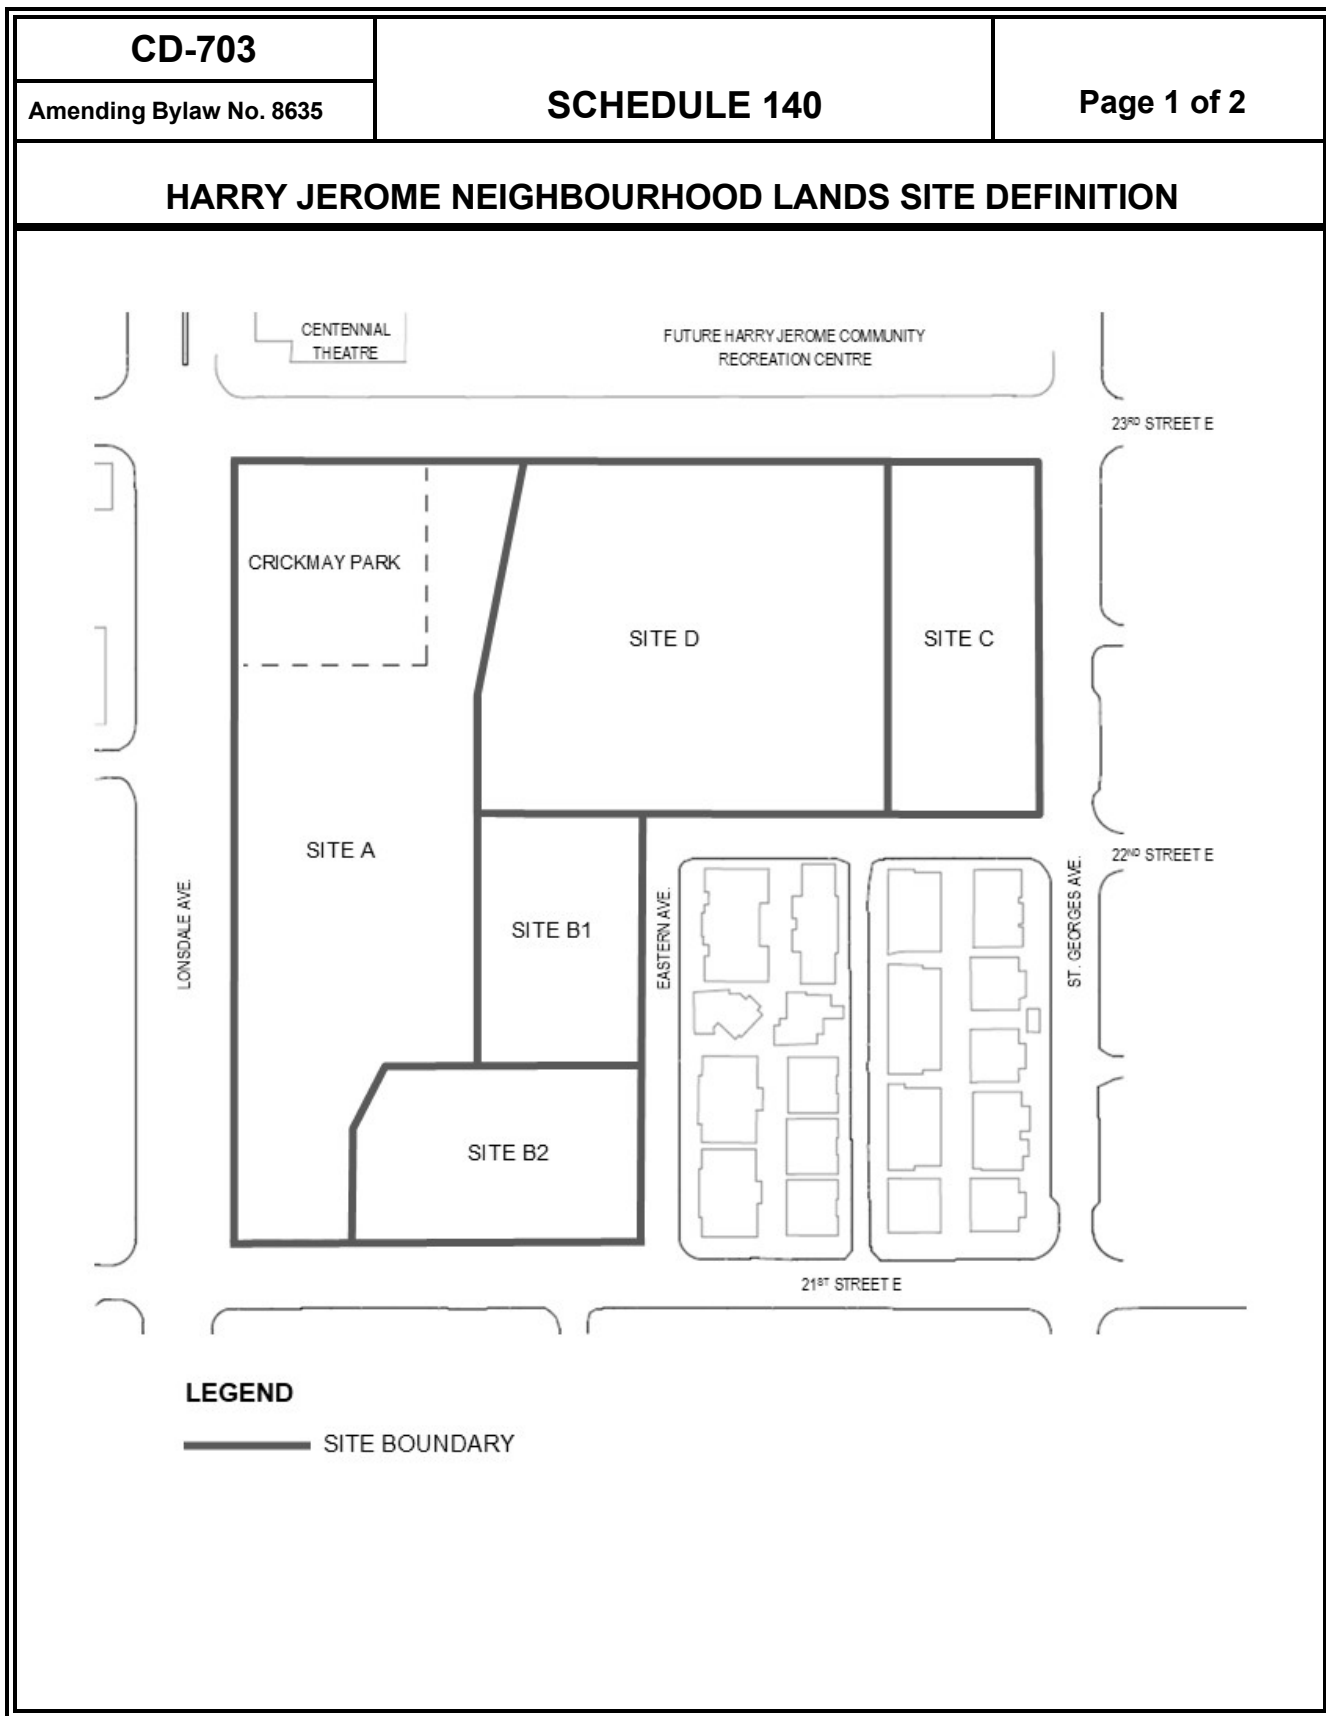 CD-703
Amending Bylaw No. 8635
SCHEDULE 140
Page 1 of 2
HARRY JEROME NEIGHBOURHOOD LANDS SITE DEFINITION
CENTENNIAL
THEATRE
FUTURE HARRY JEROME COMMUNITY
RECREATION CENTRE
23RD STREET E
CRICKMAY PARK
SITE D
SITE C
SITE A
22ND STREET E
LONSDALE AVE.
SITE B1
EASTERN AVE.
ST. GEORGES AVE.
SITE B2
21ST STREET E
LEGEND
SITE BOUNDARY